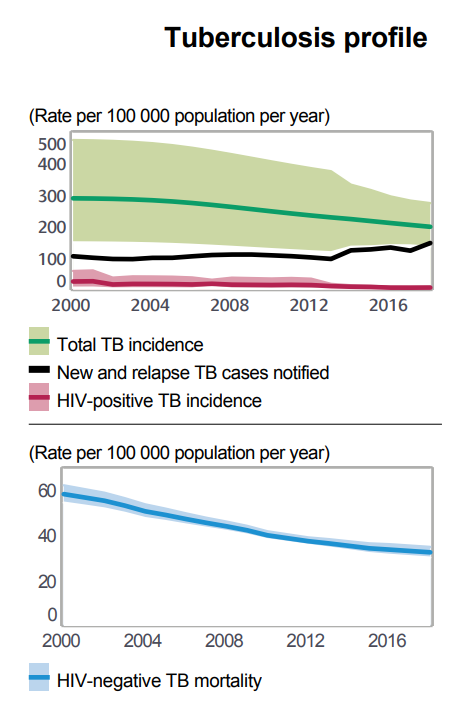 Tuberculosis profile
(Rate per 100 000 population per year)
500
400
300
200
100
0
2000 2004 2008 2012 2016
Total TB incidence
New and relapse TB cases notified
HIV-positive TB incidence
(Rate per 100 000 population per year)
60
40
20
0
2000 2004 2008 2012 2016
HIV-negative TB mortality